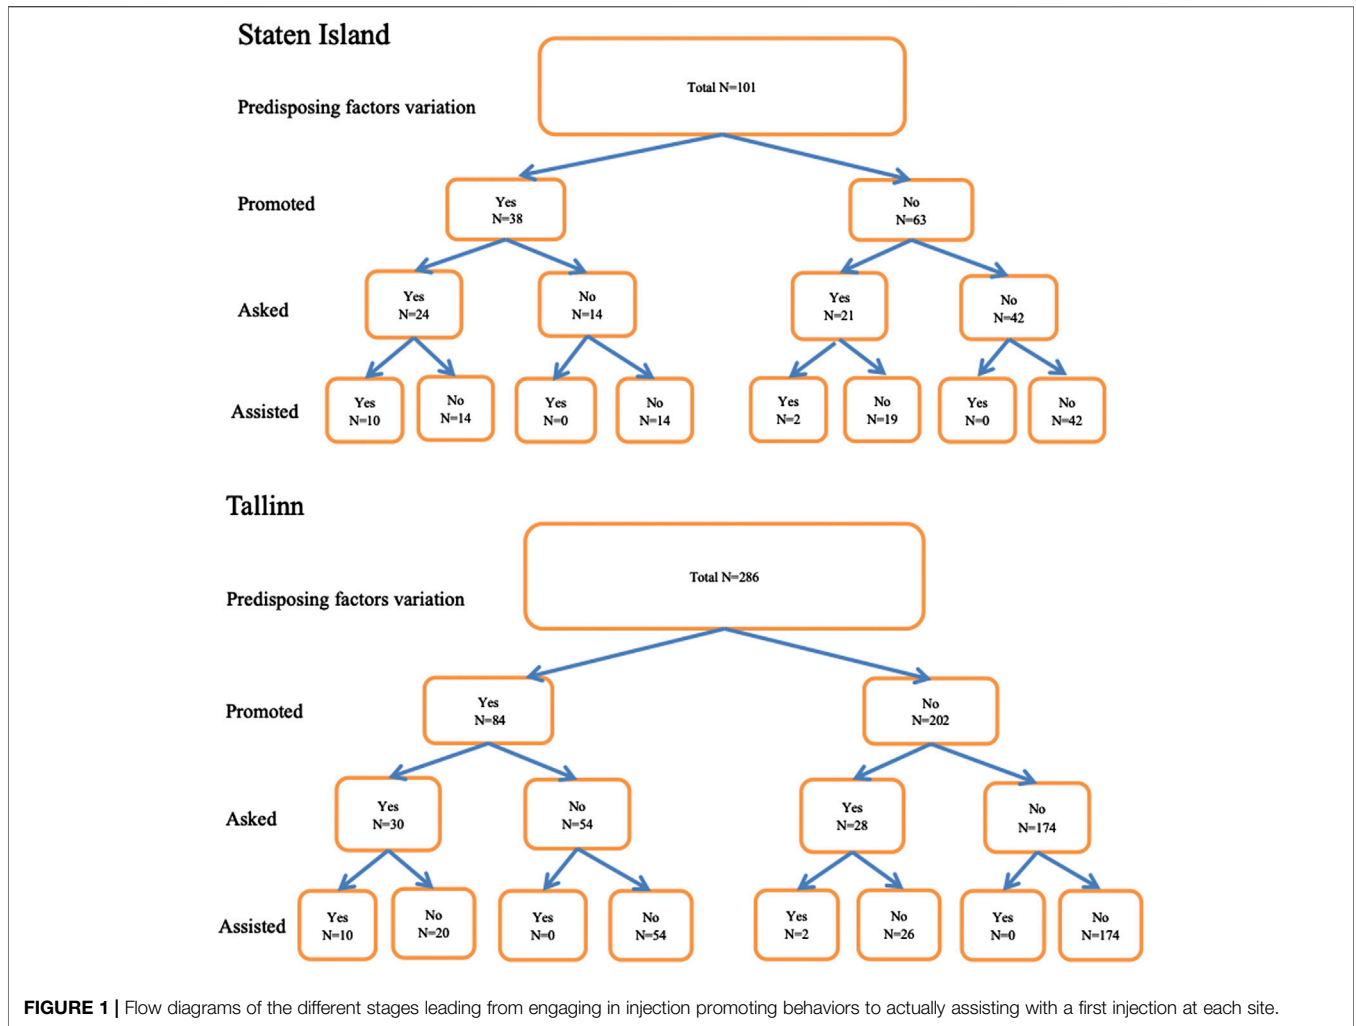 Staten Island
Total N=101
Predisposing factors variation
Promoted
Yes
N=38
No
N=63
Asked
Yes
N=24
No
N=14
Yes
N=21
No
N=42
Assisted
Yes
N=10
No
N=14
Yes
N=0
No
N=14
Yes
N=2
No
N=19
Yes
N=0
No
N=42
Tallinn
Total N=286
Predisposing factors variation
Promoted
Yes
N=84
No
N=202
Asked
Yes
N=30
No
N=54
Yes
N=28
No
N=174
Assisted
Yes
N=10
No
N=20
Yes
N=0
No
N=54
Yes
N=2
No
N=26
Yes
N=0
No
N=174
FIGURE 1 | Flow diagrams of the different stages leading from engaging in injection promoting behaviors to actually assisting with a first injection at each site.